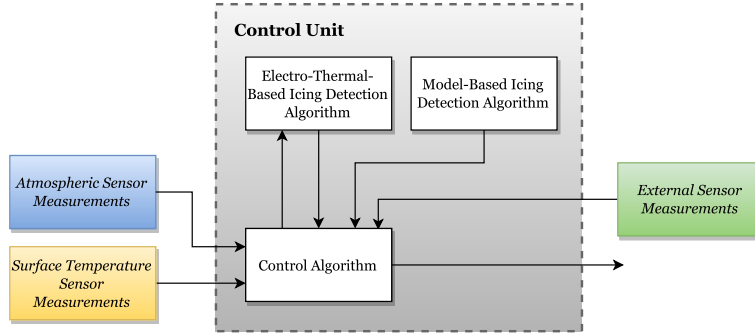 Control Unit
Electro-Thermal-
Based Icing Detection
Algorithm
Model-Based Icing
Detection Algorithm
Atmospheric Sensor
Measurements
External Sensor
Measurements
Surface Temperature
Sensor
Measurements
Control Algorithm